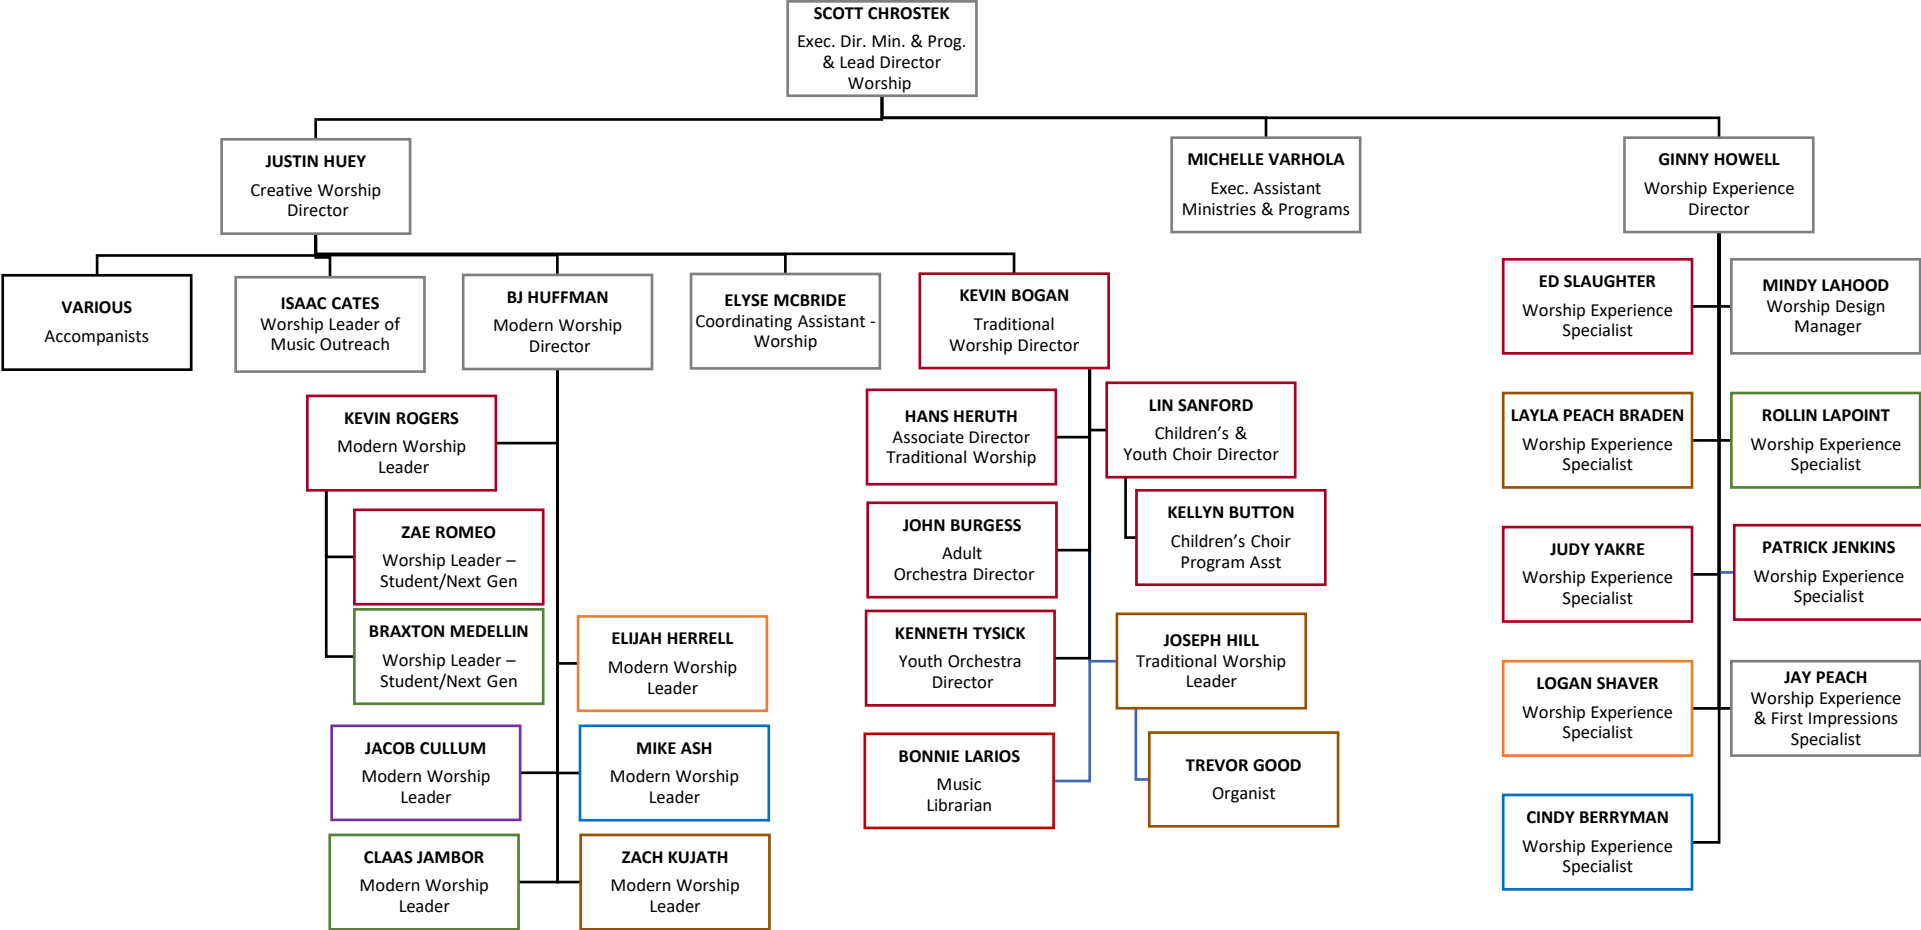 SCOTT CHROSTEK
Exec. Dir. Min. & Prog.
& Lead Director
Worship
JUSTIN HUEY
Creative Worship
Director
MICHELLE VARHOLA
Exec. Assistant
Ministries & Programs
GINNY HOWELL
Worship Experience
Director
VARIOUS
Accompanists
ISAAC CATES
Worship Leader of
Music Outreach
BJ HUFFMAN
Modern Worship
Director
ELYSE MCBRIDE
Coordinating Assistant -
Worship
KEVIN BOGAN
Traditional
Worship Director
KEVIN ROGERS
Modern Worship
Leader
ZAE ROMEO
Worship Leader –
Student/Next Gen
BRAXTON MEDELLIN
Worship Leader –
Student/Next Gen
ELIJAH HERRELL
Modern Worship
Leader
JACOB CULLUM
Modern Worship
Leader
MIKE ASH
Modern Worship
Leader
CLAAS JAMBOR
Modern Worship
Leader
ZACH KUJATH
Modern Worship
Leader
HANS HERUTH
Associate Director
Traditional Worship
LIN SANFORD
Children’s &
Youth Choir Director
KELLYN BUTTON
Children’s Choir
Program Asst
JOHN BURGESS
Adult
Orchestra Director
KENNETH TYSICK
Youth Orchestra
Director
JOSEPH HILL
Traditional Worship
Leader
BONNIE LARIOS
Music
Librarian
TREVOR GOOD
Organist
ED SLAUGHTER
Worship Experience
Specialist
MINDY LAHOOD
Worship Design
Manager
LAYLA PEACH BRADEN
Worship Experience
Specialist
ROLLIN LAPOINT
Worship Experience
Specialist
JUDY YAKRE
Worship Experience
Specialist
PATRICK JENKINS
Worship Experience
Specialist
LOGAN SHAVER
Worship Experience
Specialist
JAY PEACH
Worship Experience
& First Impressions
Specialist
CINDY BERRYMAN
Worship Experience
Specialist